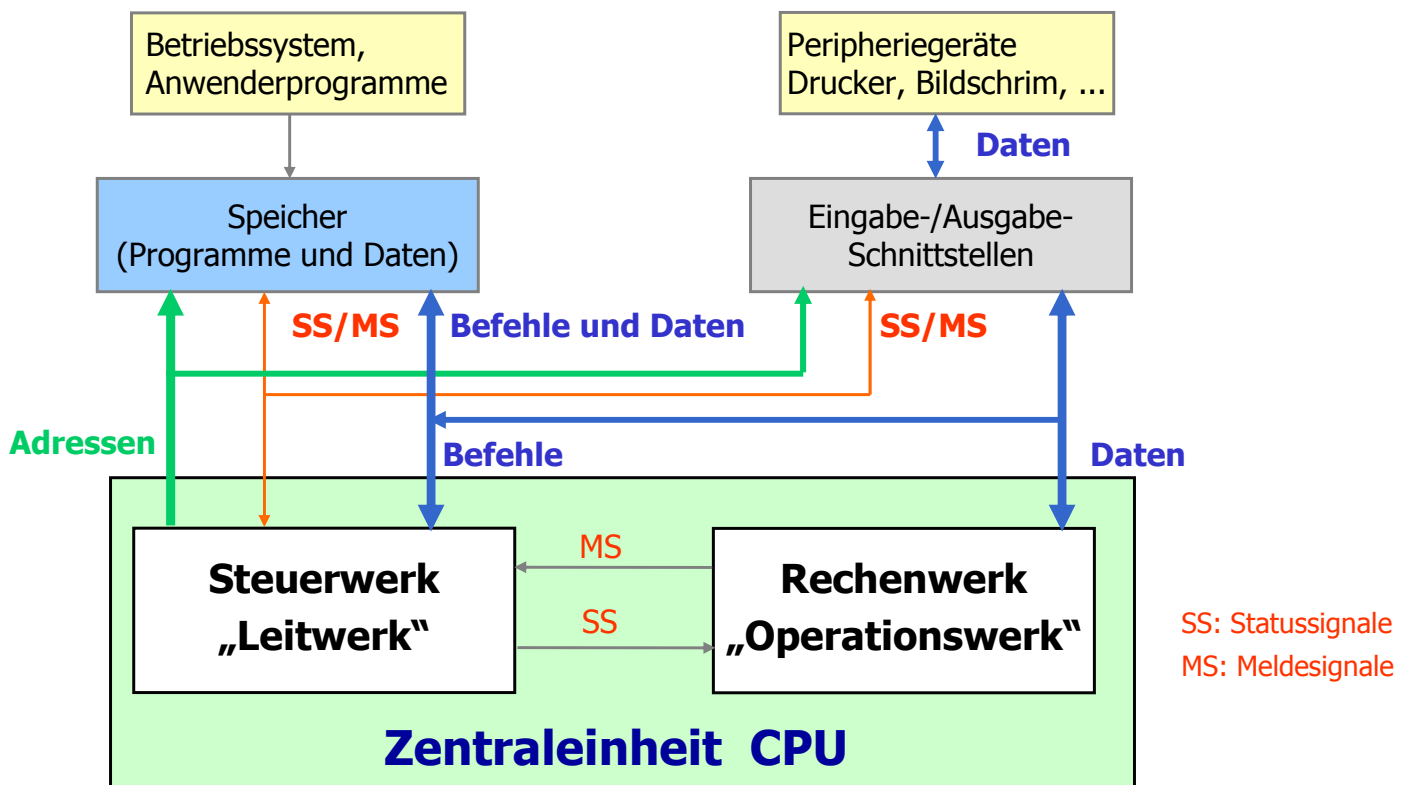 Betriebssystem,
Anwenderprogramme
Peripheriegeräte
Drucker, Bildschrim, ...
Daten
Speicher
(Programme und Daten)
Eingabe-/Ausgabe-
Schnittstellen
SS/MS
Befehle und Daten
SS/MS
Adressen
Befehle
Daten
Steuerwerk
„Leitwerk“
MS
SS
Rechenwerk
„Operationswerk“
SS: Statussignale
MS: Meldesignale
Zentraleinheit CPU